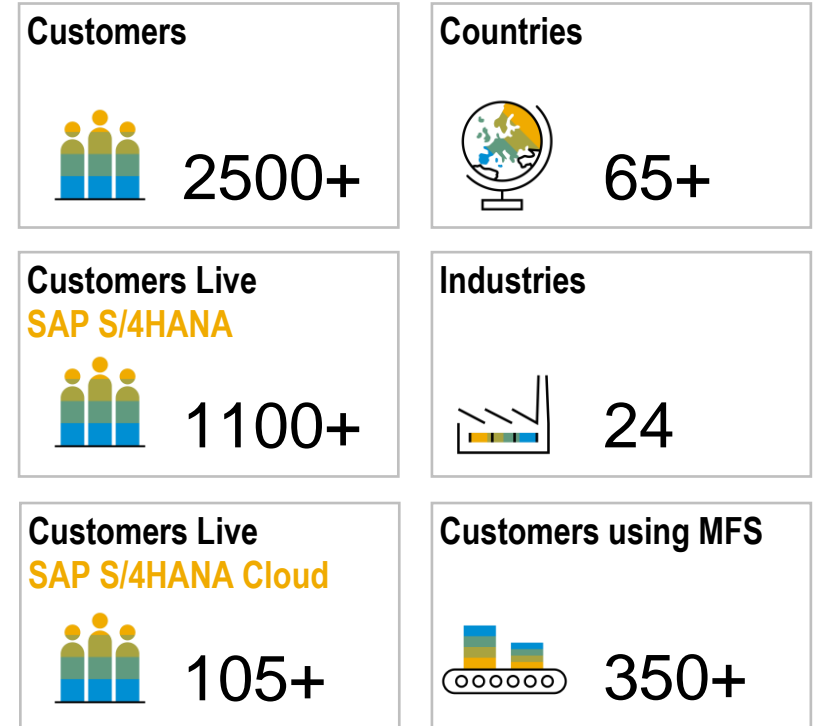 Customers
2500+
Countries
65+
Customers Live
SAP S/4HANA
1100+
Industries
24
Customers Live
SAP S/4HANA Cloud
105+
Customers using MFS
350+